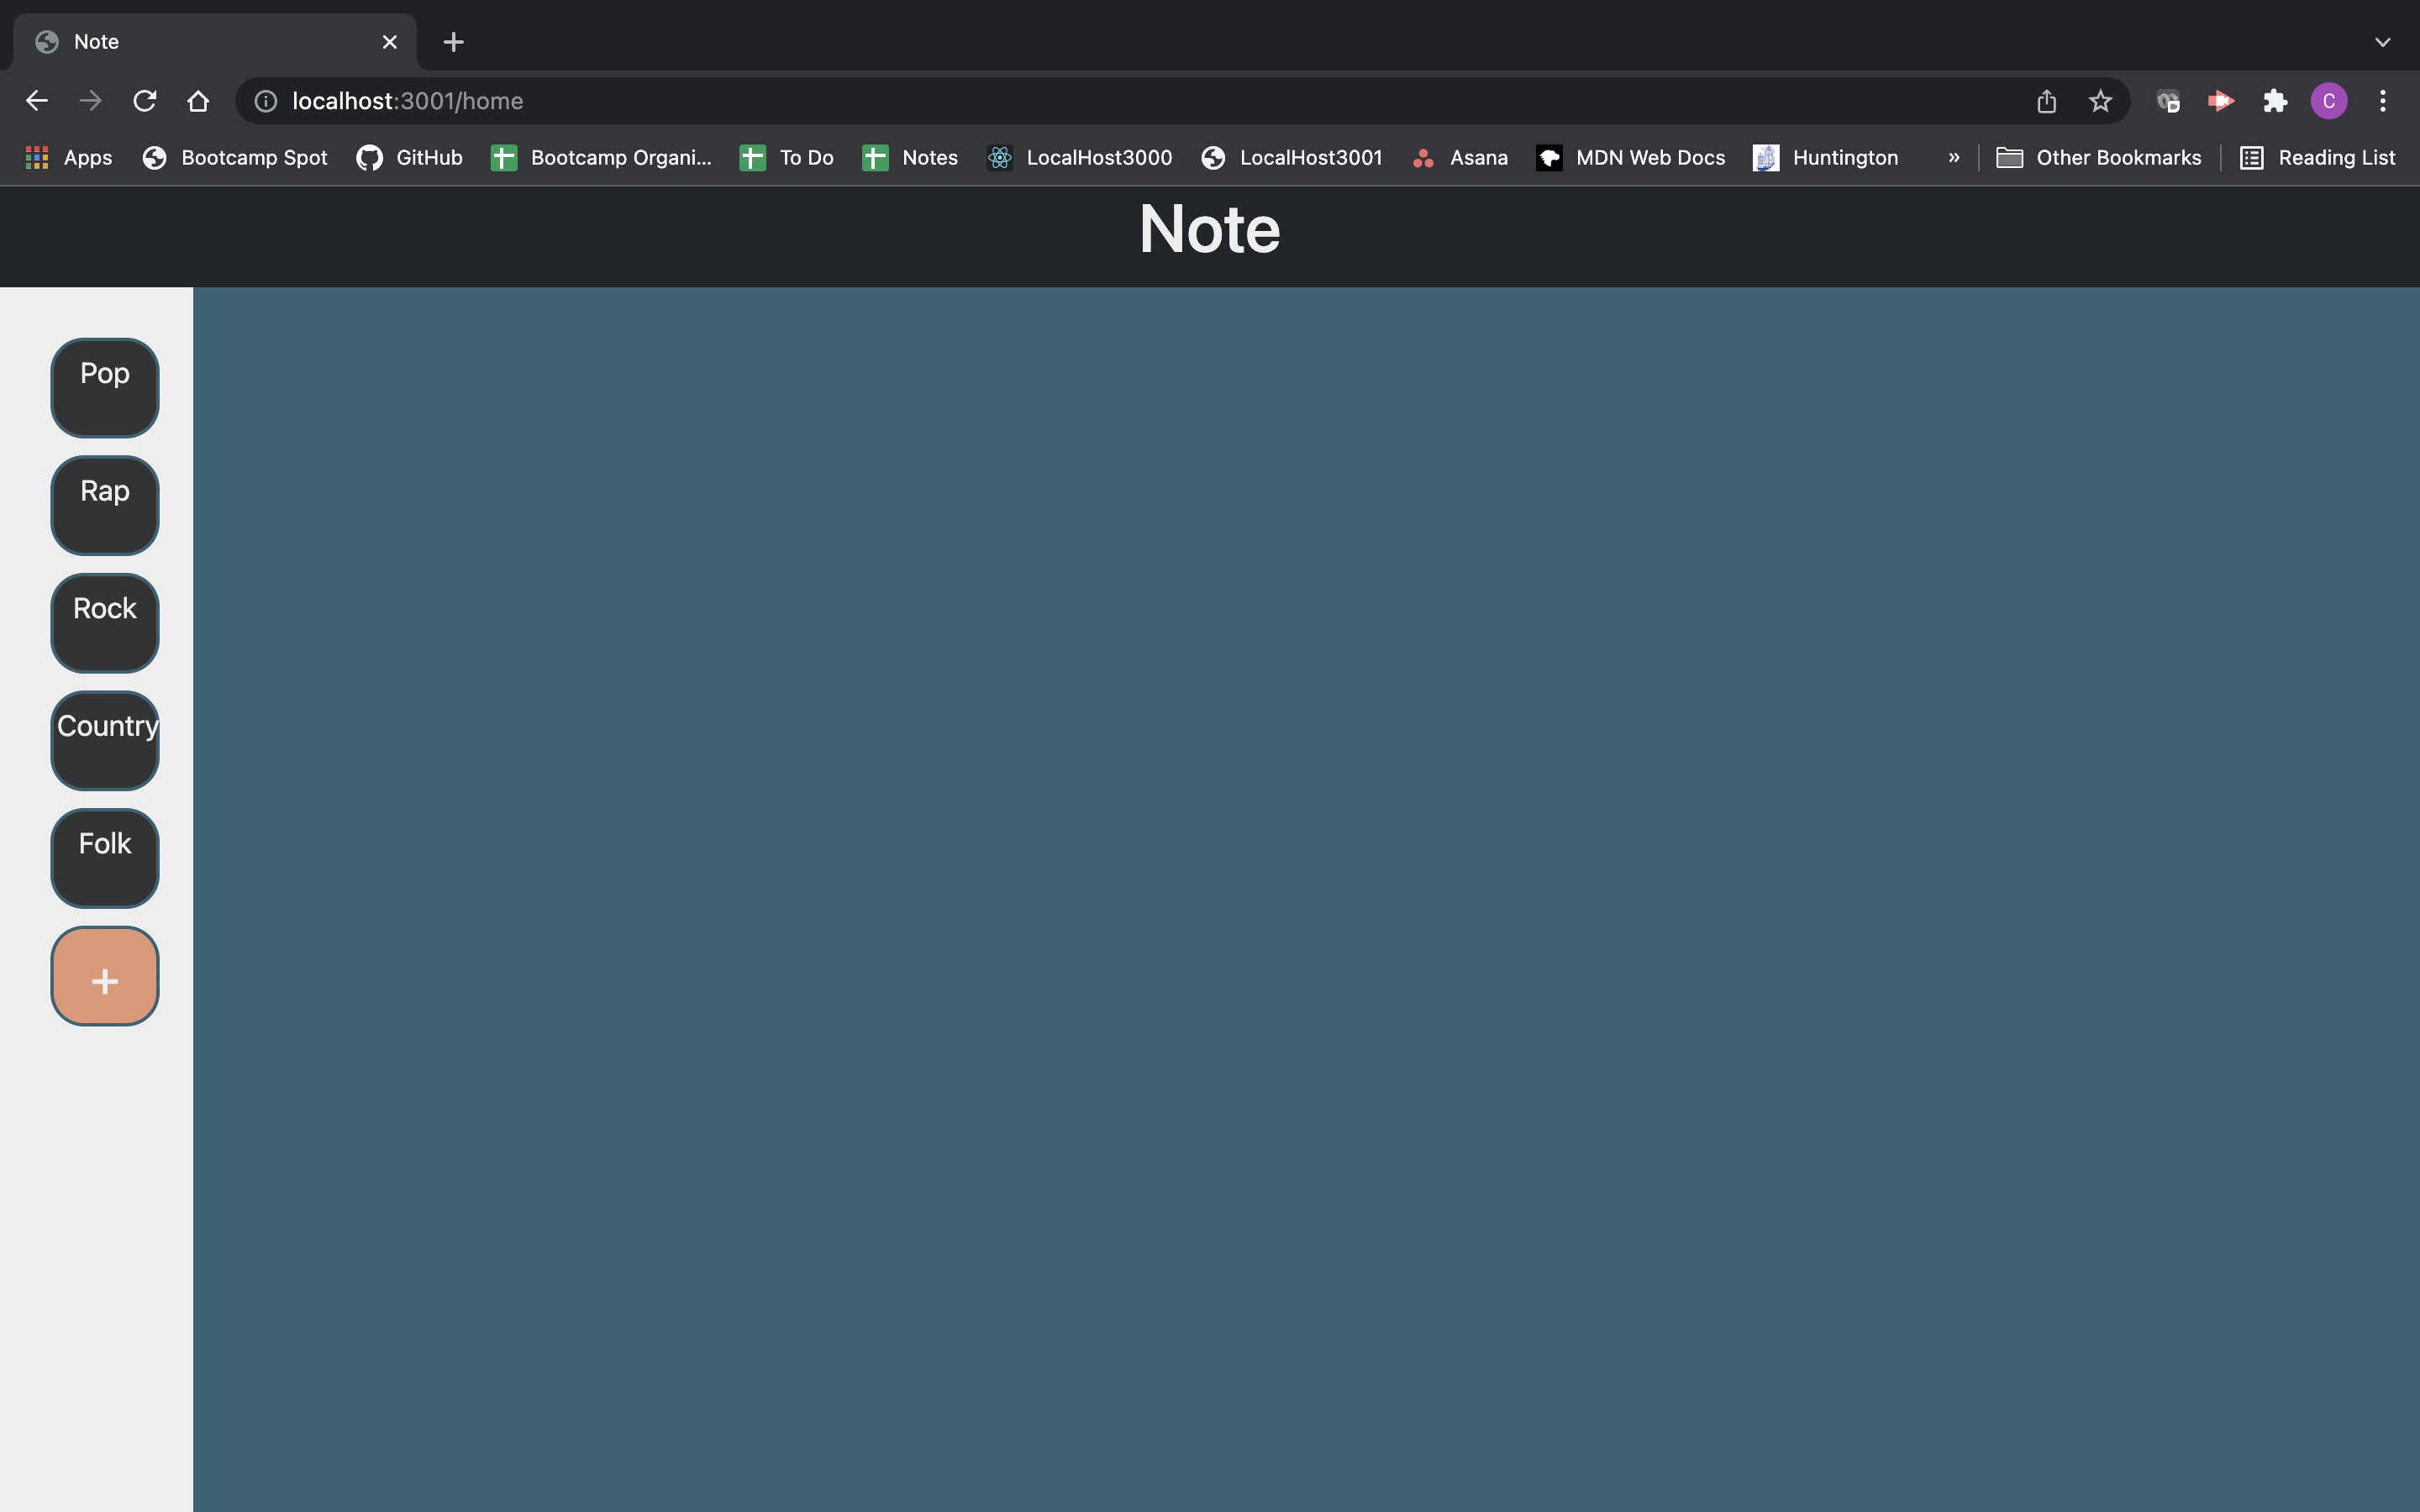 Note
localhost:3001/home
C
Apps Bootcamp Spot GitHub Bootcamp Organi... To Do Notes LocalHost3000 LocalHost3001 Asana MDN Web Docs Huntington » Other Bookmarks Reading List
Note
Pop
Rap
Rock
Country
Folk
+